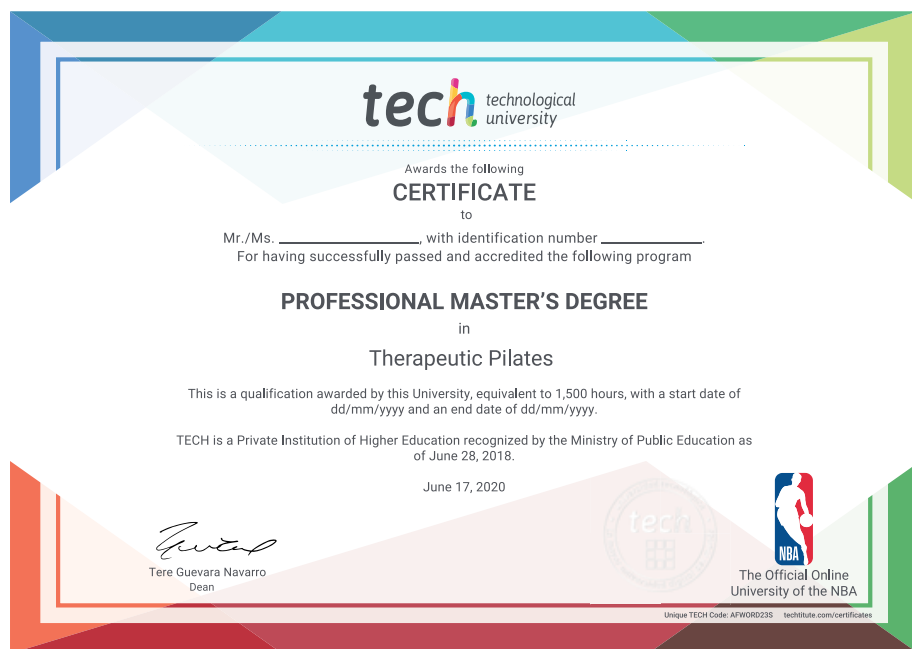 tech technological
university
Awards the following
CERTIFICATE
to
Mr./Ms. ____________________, with identification number ______________.
For having successfully passed and accredited the following program
PROFESSIONAL MASTER'S DEGREE
in
Therapeutic Pilates
This is a qualification awarded by this University, equivalent to 1,500 hours, with a start date of
dd/mm/yyyy and an end date of dd/mm/yyyy.
TECH is a Private Institution of Higher Education recognized by the Ministry of Public Education as
of June 28, 2018.
June 17, 2020
tech
Tere Guevara Navarro
Dean
NBA
The Official Online
University of the NBA
Unique TECH Code: AFWORD23S techtitute.com/certificates